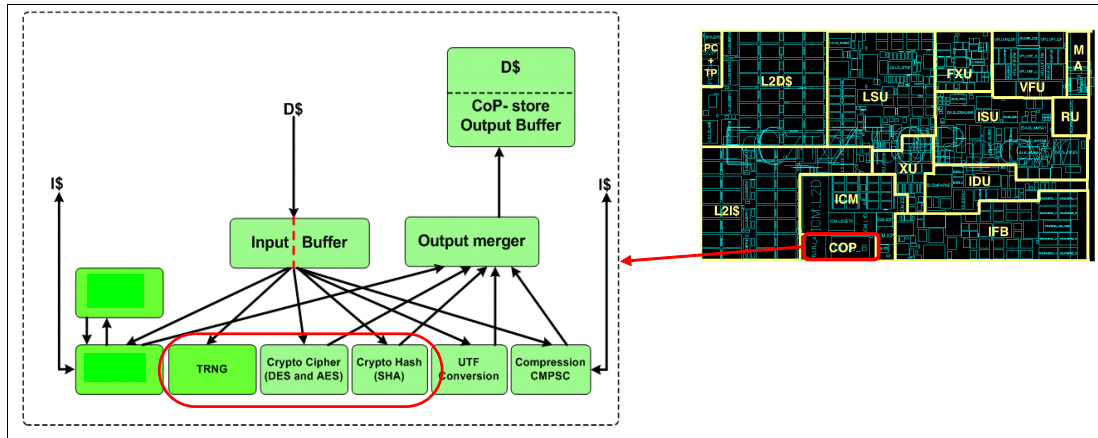 D$
CoP- store
Output Buffer
D$
I$
I$
Input Buffer
Output merger
TRNG
Crypto Cipher
(DES and AES)
Crypto Hash
(SHA)
UTF
Conversion
Compression
CMPSC
PC
+
TP
L2D$
LSU
FXU
VFU
M
A
ISU
RU
XU
IDU
L2I$
ICM
COP
IFB